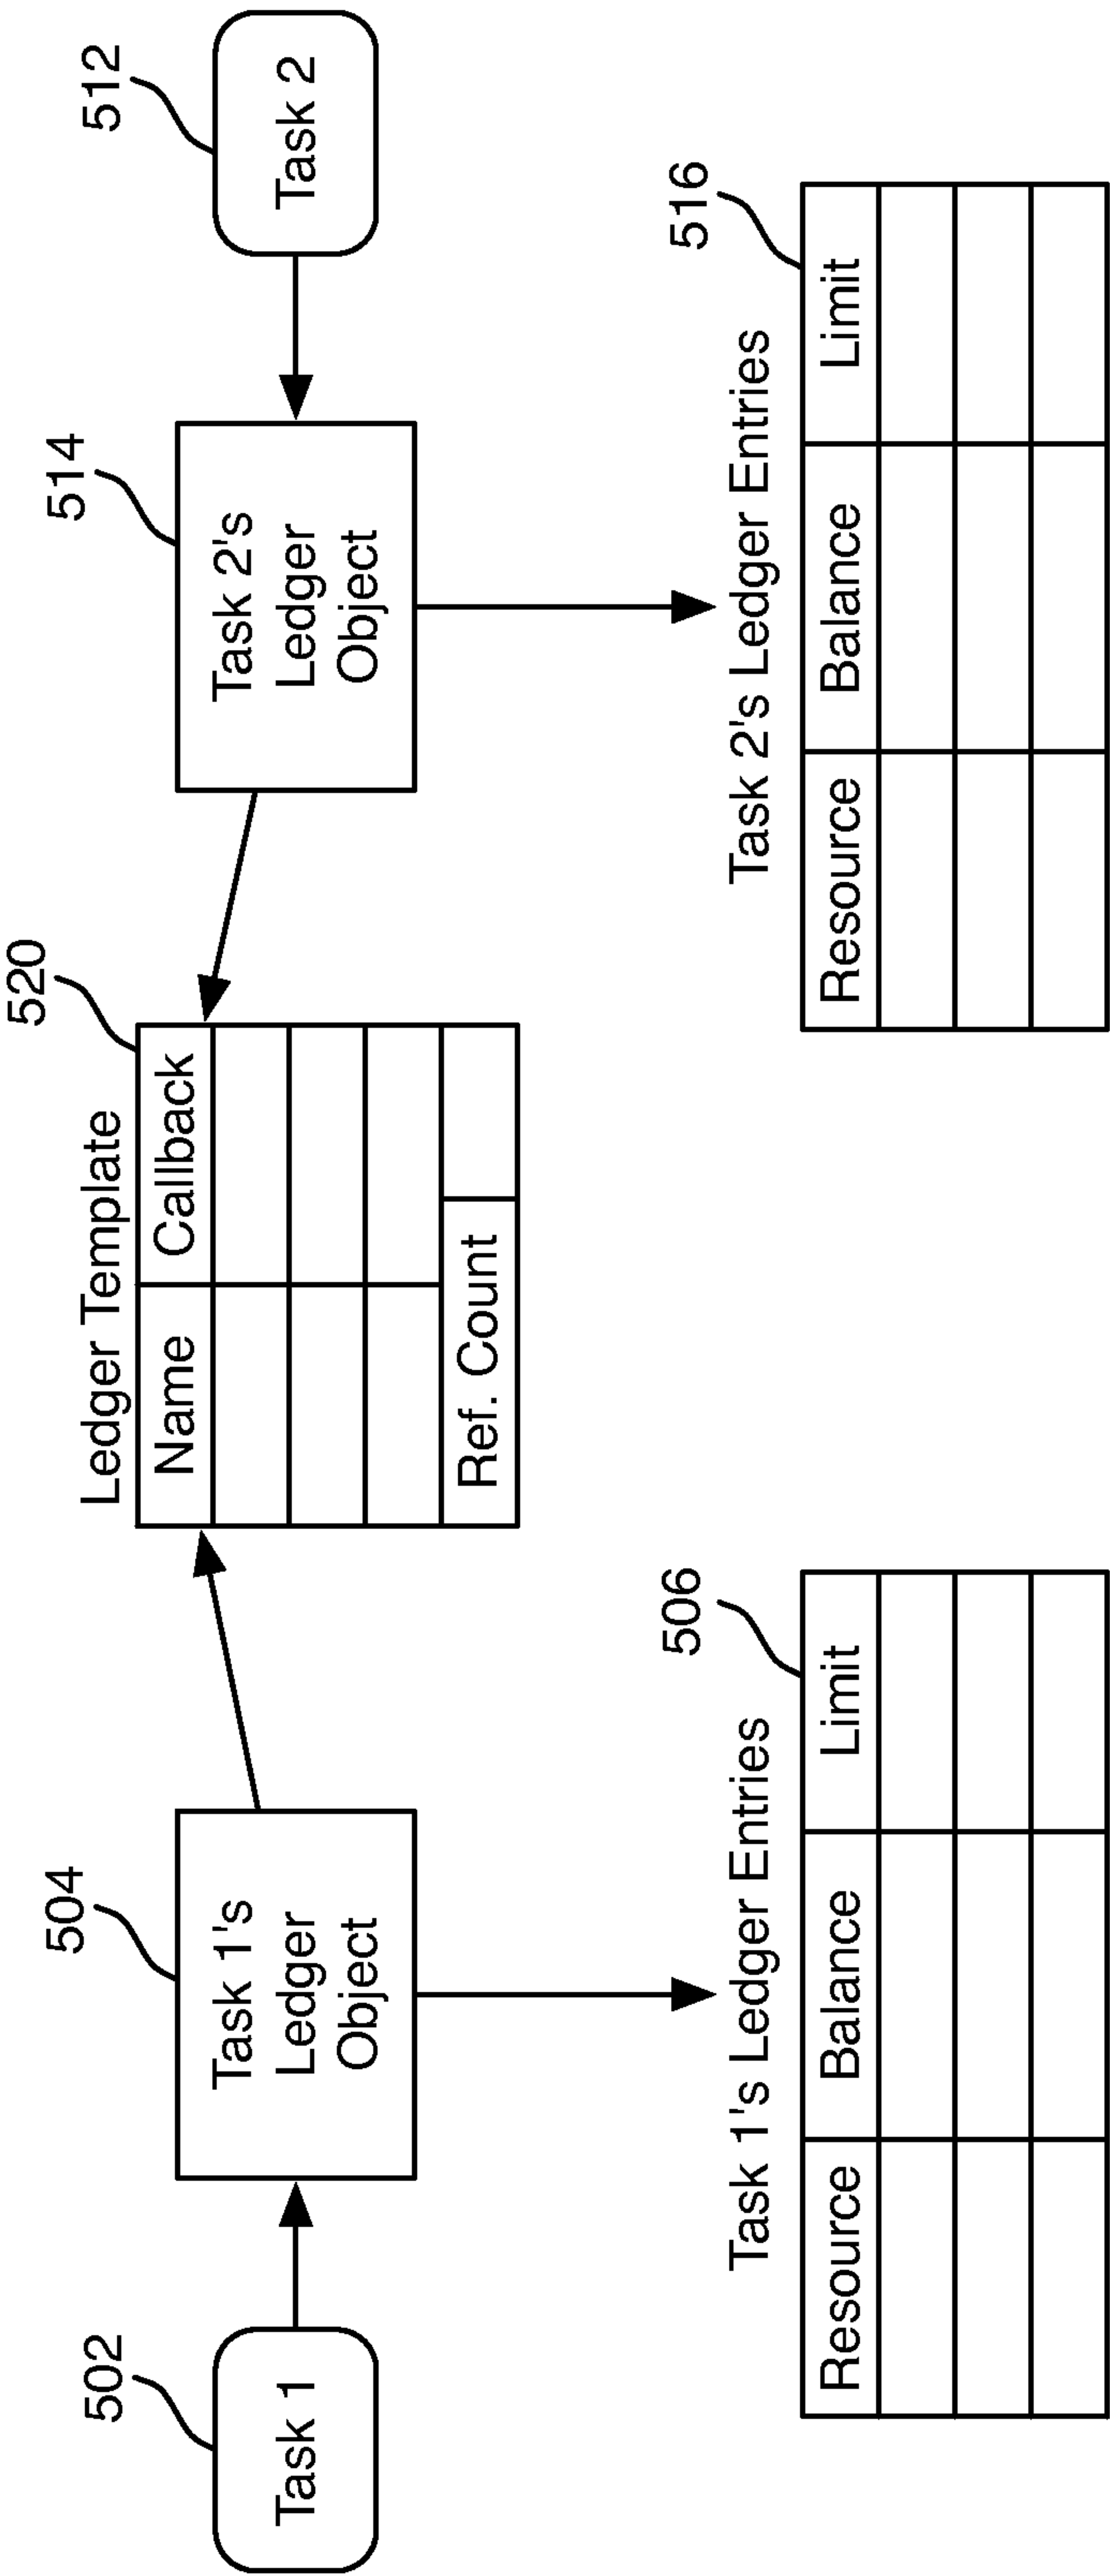 520
Ledger Template
Name Callback
Ref. Count
502
Task 1
504
Task 1's
Ledger
Object
514
Task 2's
Ledger
Object
512
Task 2
506
Task 1's Ledger Entries
Resource Balance Limit
516
Task 2's Ledger Entries
Resource Balance Limit